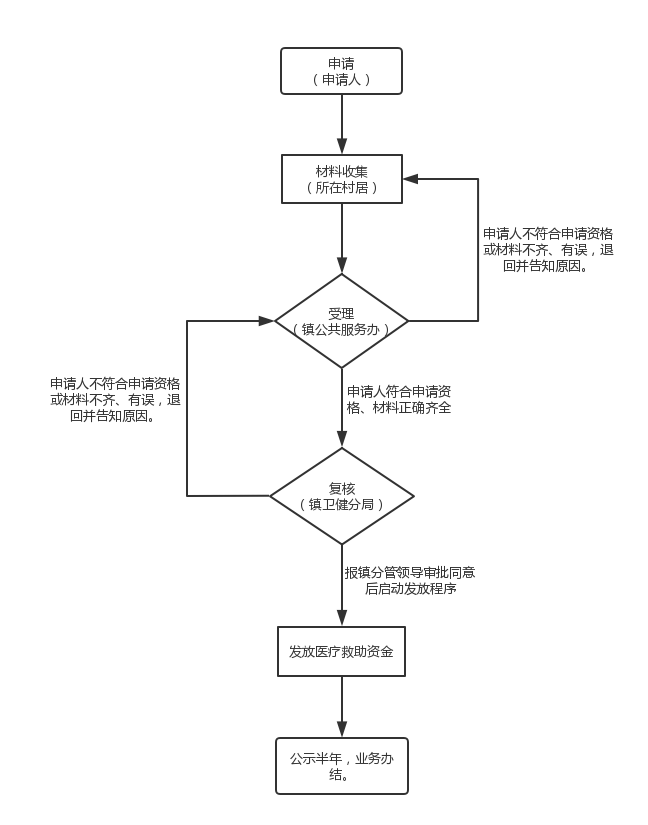 申请
（申请人）
材料收集
（所在村居）
申请人不符合申请资格
或材料不齐、有误，退
回并告知原因。
受理
（镇公共服务办）
申请人不符合申请资格
或材料不齐、有误，退
回并告知原因。
申请人符合申请资
格、材料正确齐全
复核
（镇卫健分局）
报镇分管领导审批同意
后启动发放程序
发放医疗救助资金
公示半年，业务办
结。